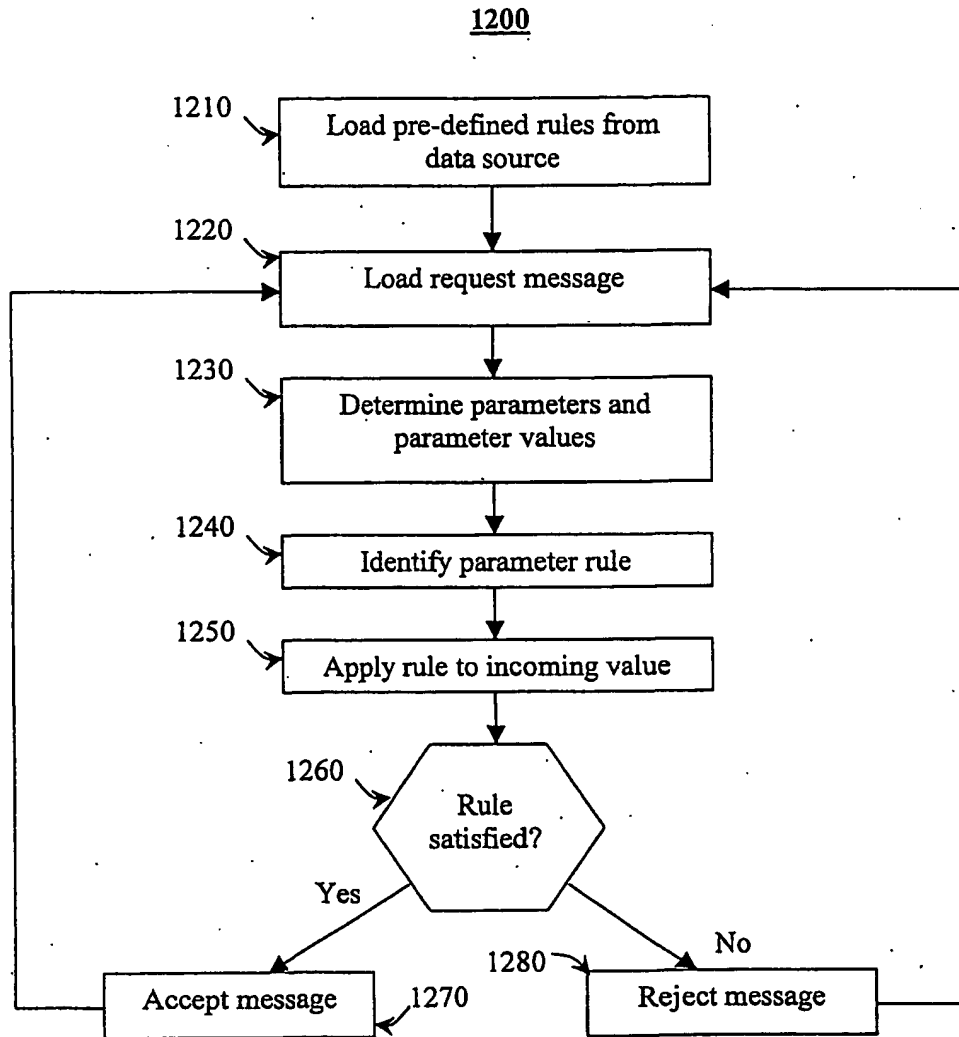 1200
1210
Load pre-defined rules from
data source
1220
Load request message
1230
Determine parameters and
parameter values
1240
Identify parameter rule
1250
Apply rule to incoming value
1260
Rule
satisfied?
Yes
No
1280
Accept message
1270
Reject message